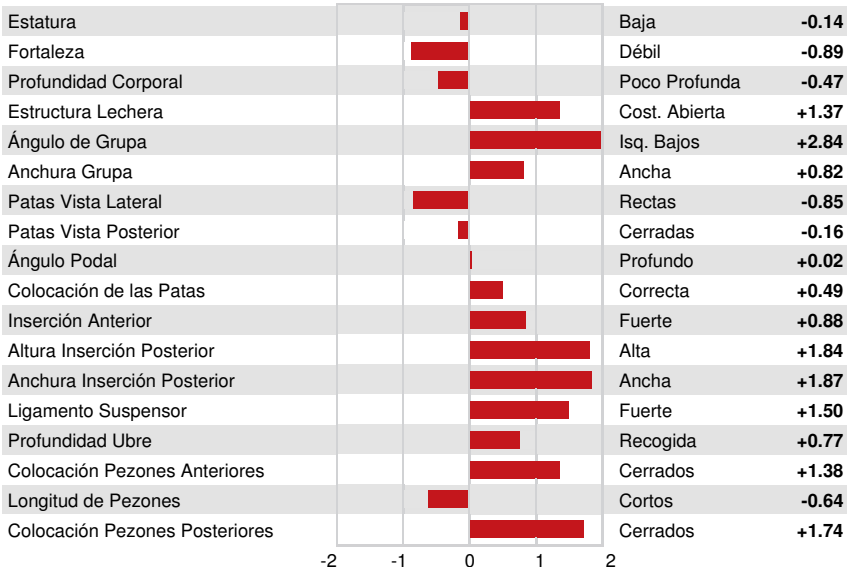 Estatura Baja -0.14
Fortaleza Débil -0.89
Profundidad Corporal Poco Profunda -0.47
Estructura Lechera Cost. Abierta +1.37
Ángulo de Grupa Isq. Bajos +2.84
Anchura Grupa Ancha +0.82
Patas Vista Lateral Rectas -0.85
Patas Vista Posterior Cerradas -0.16
Ángulo Podal Profundo +0.02
Colocación de las Patas Correcta +0.49
Inserción Anterior Fuerte +0.88
Altura Inserción Posterior Alta +1.84
Anchura Inserción Posterior Ancha +1.87
Ligamento Suspensor Fuerte +1.50
Profundidad Ubre Recogida +0.77
Colocación Pezones Anteriores Cerrados +1.38
Longitud de Pezones Cortos -0.64
Colocación Pezones Posteriores Cerrados +1.74
-2 -1 0 1 2